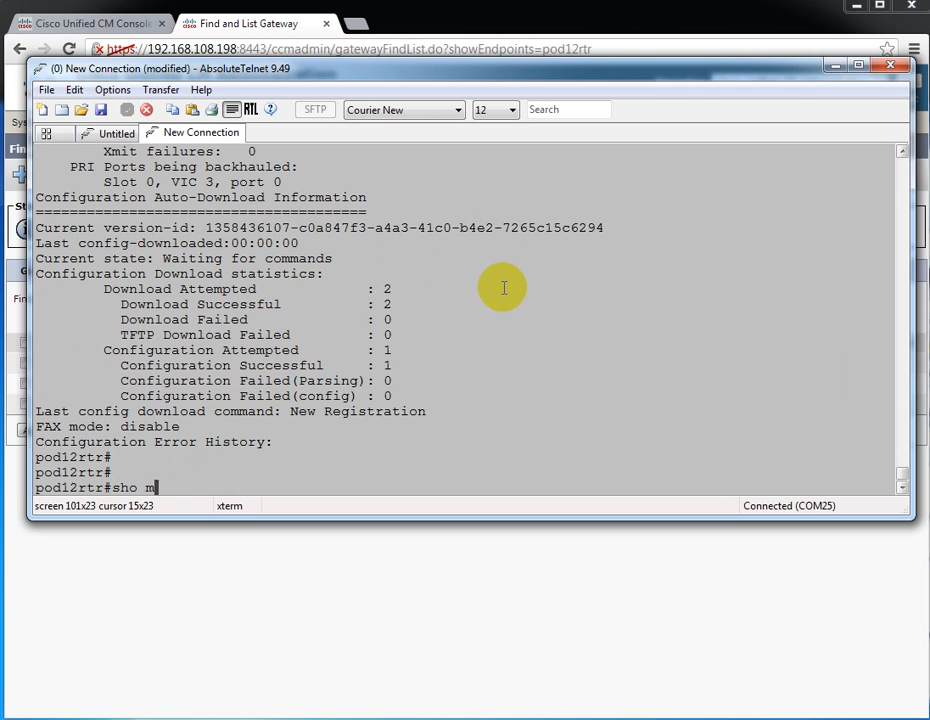 Cisco Unified CM Console
Find and List Gateway
https://192.168.108.198:8443/ccmadmin/gatewayFindList.do?showEndpoints=pod12rtr
(0) New Connection (modified) - AbsoluteTelnet 9.49
File Edit Options Transfer Help
RTL SFTP Courier New 12 Search
Untitled New Connection
Xmit failures: 0
PRI Ports being backhauled:
Slot 0, VIC 3, port 0
Configuration Auto-Download Information
=======================================
Current version-id: 1358436107-c0a847f3-a4a3-41c0-b4e2-7265c15c6294
Last config-downloaded:00:00:00
Current state: Waiting for commands
Configuration Download statistics:
Download Attempted : 2
Download Successful : 2
Download Failed : 0
TFTP Download Failed : 0
Configuration Attempted : 1
Configuration Successful : 1
Configuration Failed(Parsing): 0
Configuration Failed(config) : 0
Last config download command: New Registration
FAX mode: disable
Configuration Error History:
pod12rtr#
pod12rtr#
pod12rtr#sho m
screen 101x23 cursor 15x23 xterm Connected (COM25)